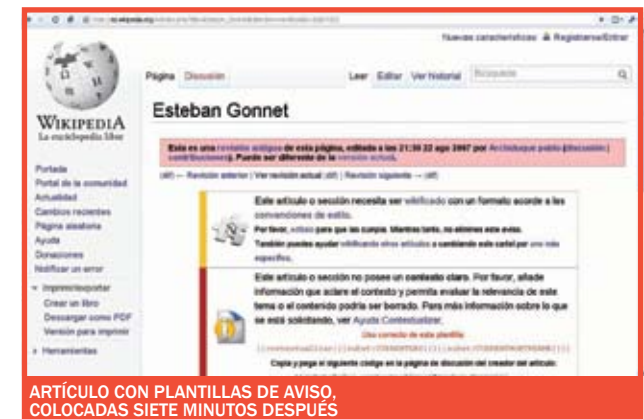 Nuevas características Registrarse/Entrar
Página Discusión Leer Editar Ver historial Búsqueda
WIKIPEDIA
La enciclopedia libre
Esteban Gonnet
Esta es una revisión antigua de esta página, editada a las 21:30 22 ago 2007 por Archiduque pablo (discusión |
contribuciones). Puede ser diferente de la versión actual.
(dif) ← Revisión anterior | Ver revisión actual (dif) | Revisión siguiente → (dif)
Portada
Portal de la comunidad
Actualidad
Cambios recientes
Página aleatoria
Ayuda
Donaciones
Notificar un error
Imprimir/exportar
Crear un libro
Descargar como PDF
Versión para imprimir
Herramientas
Este artículo o sección necesita ser wikificado con un formato acorde a las
convenciones de estilo.
Por favor, edítalo para que las cumpla. Mientras tanto, no elimines este aviso.
También puedes ayudar wikificando otros artículos o cambiando este cartel por uno más
específico.
Este artículo o sección no posee un contexto claro. Por favor, añade
información que aclare el contexto y permita evaluar la relevancia de este
tema o el contenido podría ser borrado. Para más información sobre lo que
se está solicitando, ver Ayuda:Contextualizar.
Uso correcto de esta plantilla:
Copia y pega el siguiente código en la página de discusión del creador del artículo:
ARTÍCULO CON PLANTILLAS DE AVISO,
COLOCADAS SIETE MINUTOS DESPUÉS